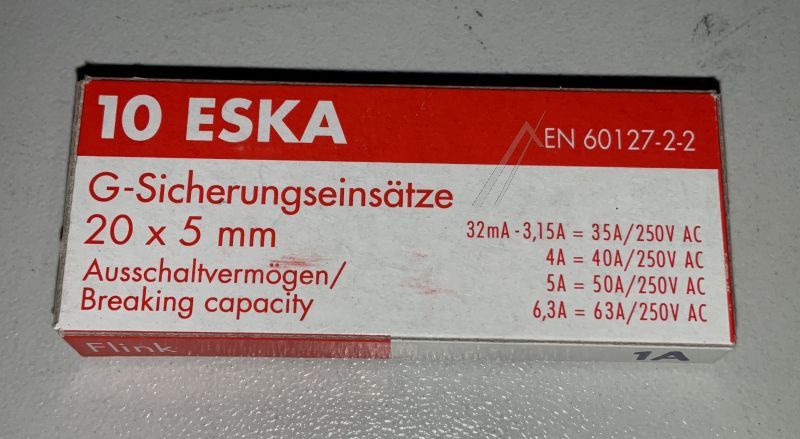 10 ESKA
EN 60127-2-2
G-Sicherungseinsätze
20 x 5 mm
Ausschaltvermögen/
Breaking capacity
32mA - 3,15A = 35A/250V AC
4A = 40A/250V AC
5A = 50A/250V AC
6,3A = 63A/250V AC
Flink
1A